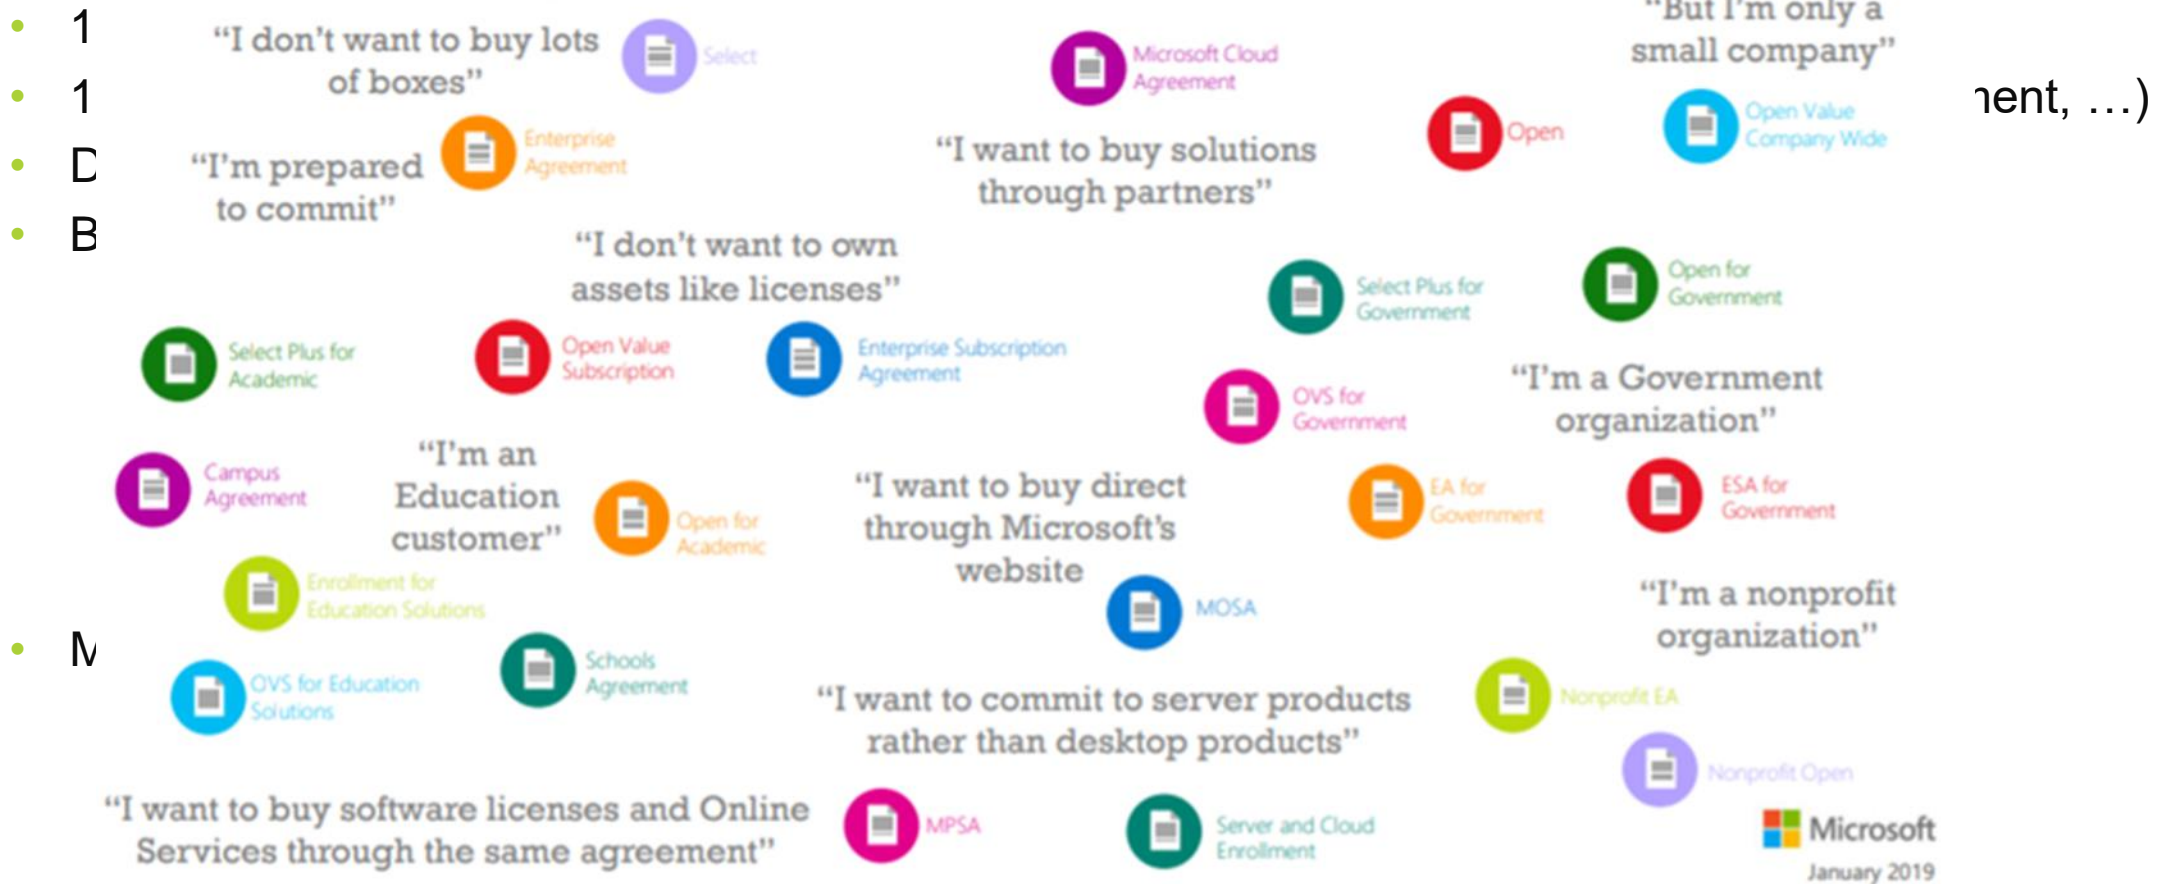 • 1
• 1
ment, …)
• D
• B
• M
“I don’t want to buy lots
of boxes”
Select
Microsoft Cloud
Agreement
“But I’m only a
small company”
Enterprise
Agreement
“I’m prepared
to commit”
“I want to buy solutions
through partners”
Open
Open Value
Company Wide
“I don’t want to own
assets like licenses”
Select Plus for
Government
Open for
Government
Select Plus for
Academic
Open Value
Subscription
Enterprise Subscription
Agreement
OVS for
Government
“I’m a Government
organization”
Campus
Agreement
“I’m an
Education
customer”
Open for
Academic
“I want to buy direct
through Microsoft’s
website
EA for
Government
ESA for
Government
Enrollment for
Education Solutions
MOSA
“I’m a nonprofit
organization”
OVS for Education
Solutions
Schools
Agreement
“I want to commit to server products
rather than desktop products”
Nonprofit EA
Nonprofit Open
“I want to buy software licenses and Online
Services through the same agreement”
MPSA
Server and Cloud
Enrollment
Microsoft
January 2019